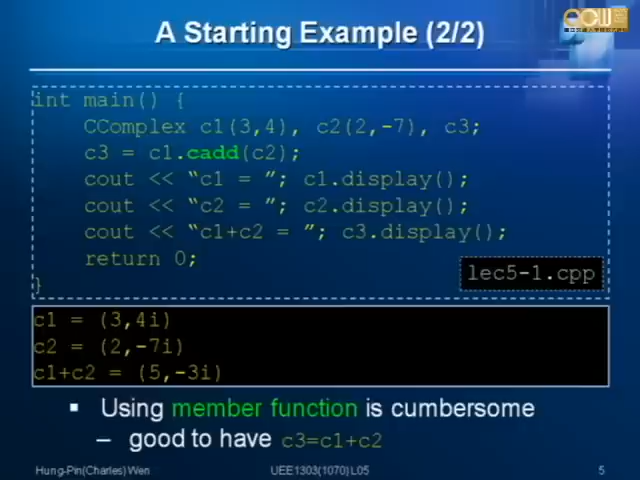 A Starting Example (2/2)
int main() {
CComplex c1(3,4), c2(2,-7), c3;
c3 = c1.cadd(c2);
cout << “c1 = ”; c1.display();
cout << “c2 = ”; c2.display();
cout << “c1+c2 = ”; c3.display();
return 0;
}
lec5-1.cpp
c1 = (3,4i)
c2 = (2,-7i)
c1+c2 = (5,-3i)
▪ Using member function is cumbersome
– good to have c3=c1+c2
Hung-Pin(Charles) Wen
UEE1303(1070) L05
5